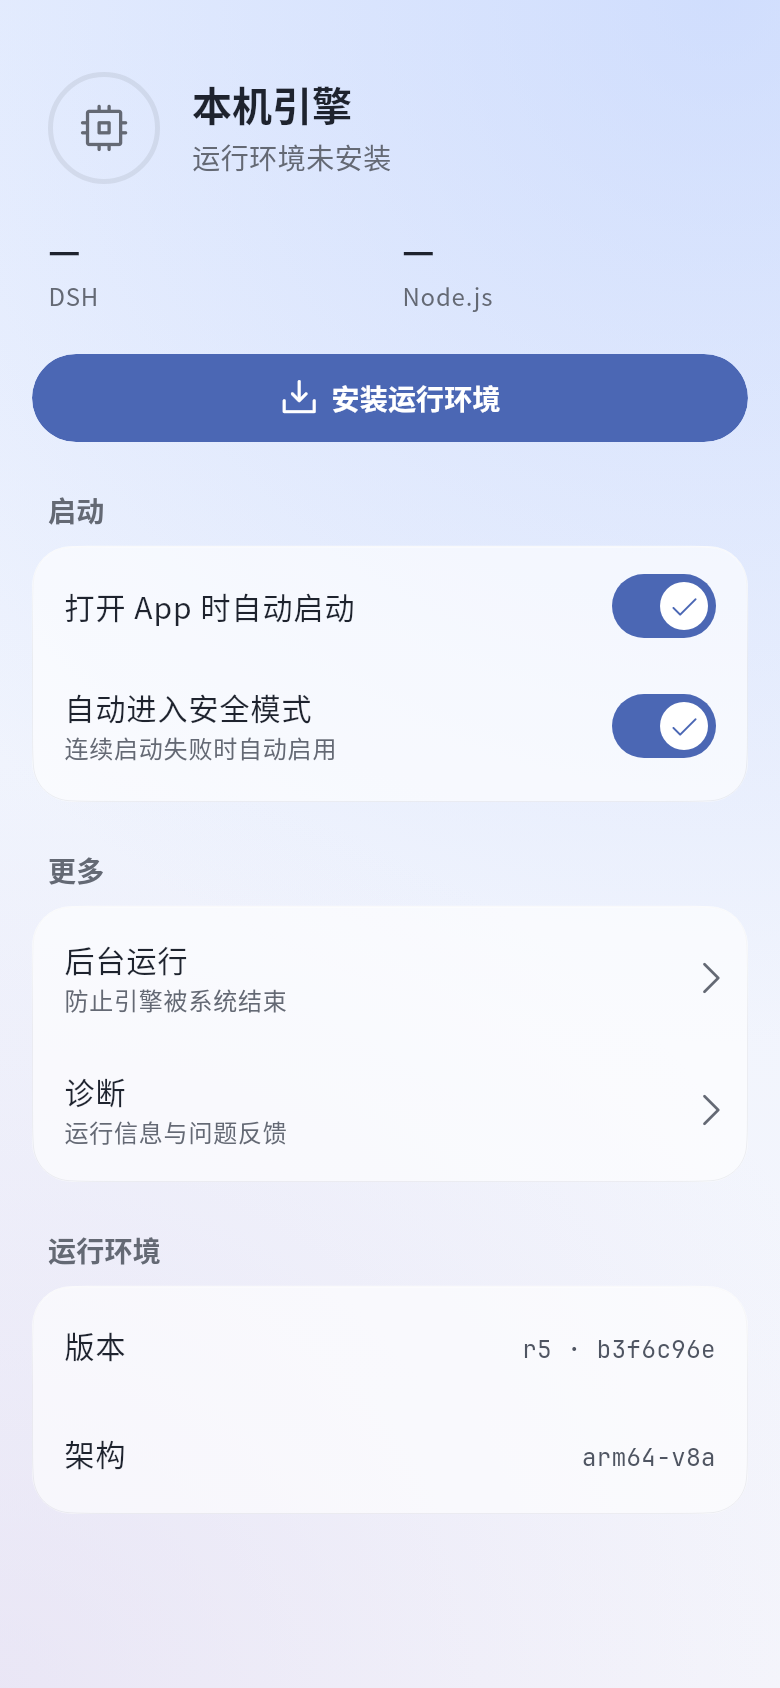 本机引擎
运行环境未安装
—
—
DSH
Node.js
安装运行环境
启动
打开 App 时自动启动
自动进入安全模式
连续启动失败时自动启用
更多
后台运行
防止引擎被系统结束
诊断
运行信息与问题反馈
运行环境
版本
r5 · b3f6c96e
架构
arm64-v8a